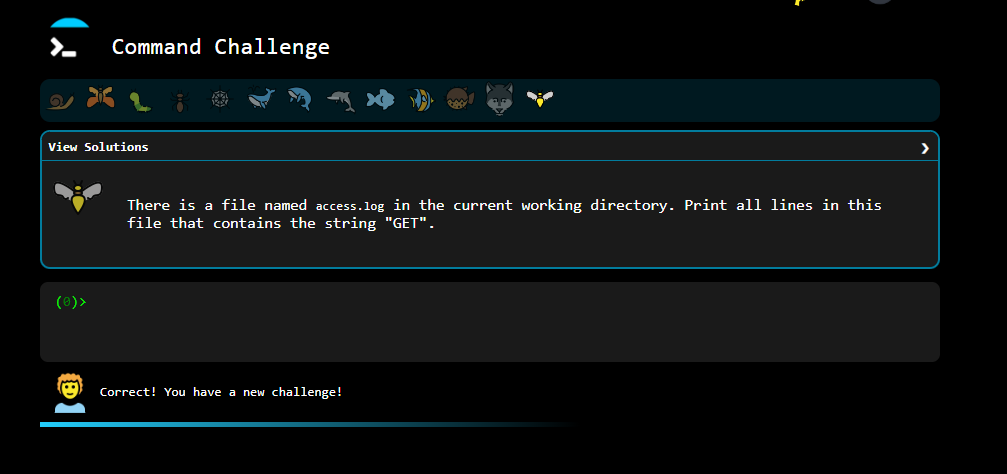 Command Challenge
View Solutions
There is a file named access.log in the current working directory. Print all lines in this
file that contains the string "GET".
(0)>
Correct! You have a new challenge!